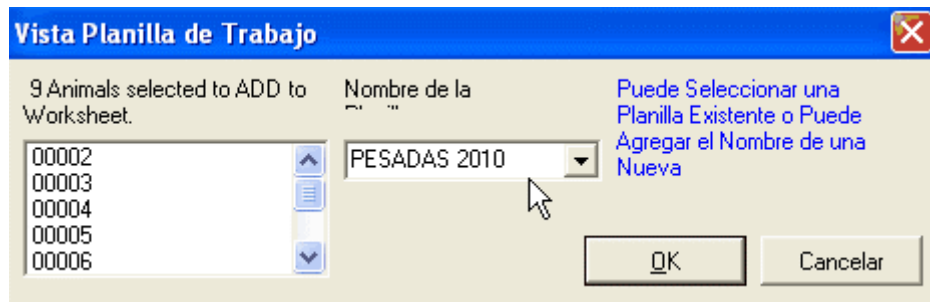 Vista Planilla de Trabajo
9 Animals selected to ADD to
Worksheet.
00002
00003
00004
00005
00006
Nombre de la
PESADAS 2010
Puede Seleccionar una
Planilla Existente o Puede
Agregar el Nombre de una
Nueva
OK
Cancelar